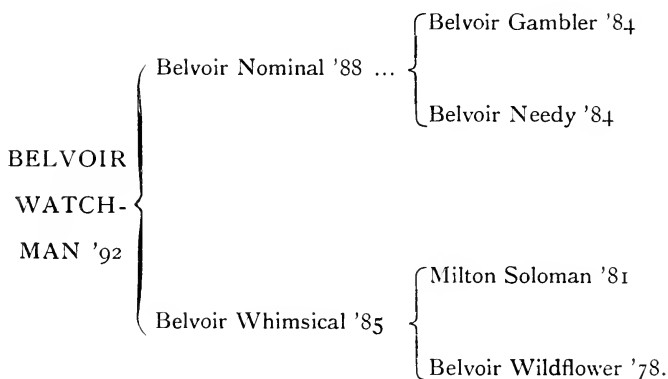 Belvoir Gambler '84
Belvoir Nominal '88 ...
Belvoir Needy '84
BELVOIR
WATCH-
MAN '92
Milton Soloman '81
Belvoir Whimsical '85
Belvoir Wildflower '78.